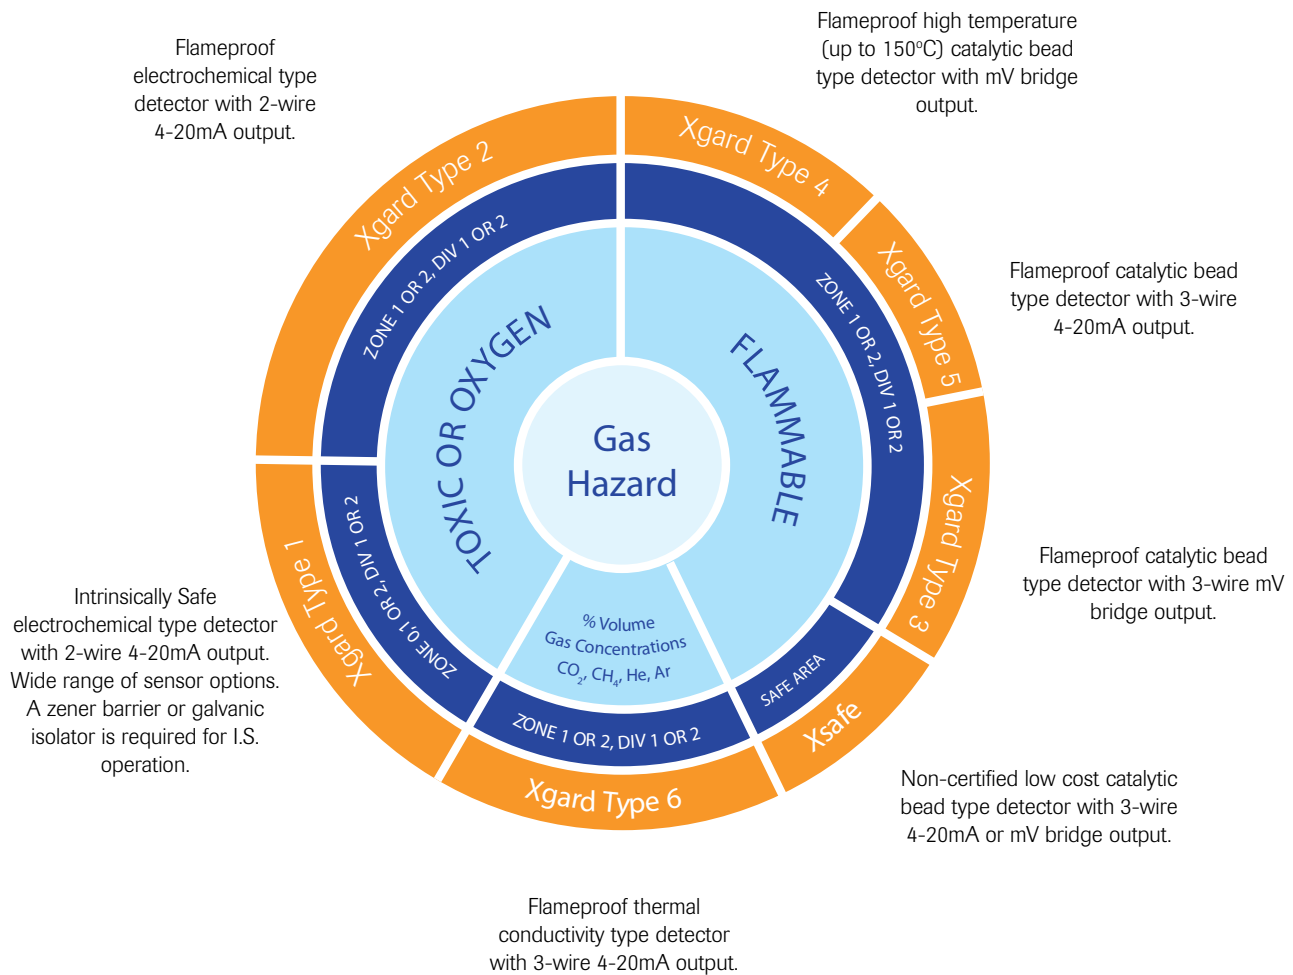 Flameproof
electrochemical type
detector with 2-wire
4-20mA output.
Flameproof high temperature
(up to 150ºC) catalytic bead
type detector with mV bridge
output.
Xgard Type 2
Xgard Type 4
Xgard Type 5
ZONE 1 OR 2, DIV 1 OR 2
ZONE 1 OR 2, DIV 1 OR 2
Flameproof catalytic bead
type detector with 3-wire
4-20mA output.
TOXIC OR OXYGEN
FLAMMABLE
Gas
Hazard
Xgard Type 1
ZONE 0,1 OR 2, DIV 1 OR 2
Xgard Type 3
Flameproof catalytic bead
type detector with 3-wire mV
bridge output.
Intrinsically Safe
electrochemical type detector
with 2-wire 4-20mA output.
Wide range of sensor options.
A zener barrier or galvanic
isolator is required for I.S.
operation.
% Volume
Gas Concentrations
CO₂, CH₄, He, Ar
SAFE AREA
ZONE 1 OR 2, DIV 1 OR 2
Xsafe
Xgard Type 6
Non-certified low cost catalytic
bead type detector with 3-wire
4-20mA or mV bridge output.
Flameproof thermal
conductivity type detector
with 3-wire 4-20mA output.